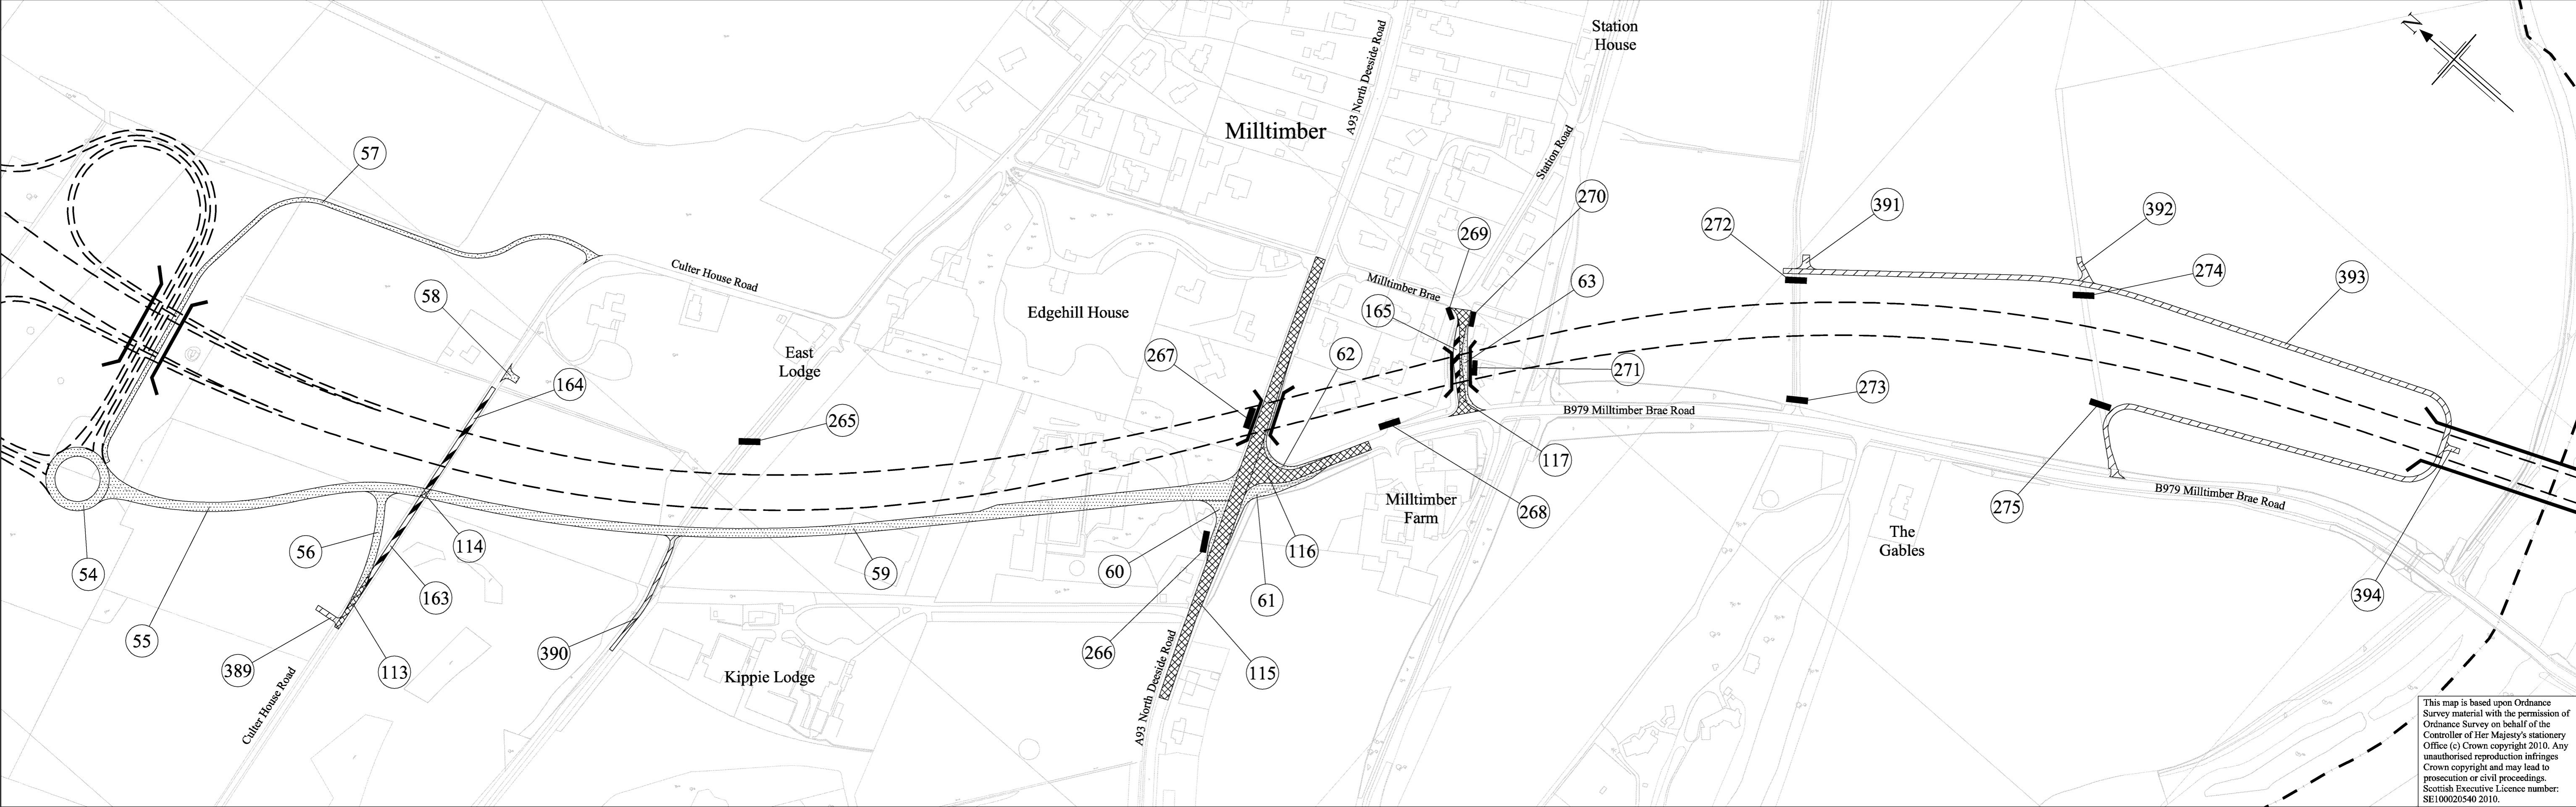 Station
House
N
A93 North Deeside Road
Milltimber
57
Station Road
270
391
392
272
269
274
Culter House Road
Milltimber Brae
63
393
58
Edgehill House
165
East
Lodge
267
62
164
271
273
265
B979 Milltimber Brae Road
117
Milltimber
Farm
268
275
B979 Milltimber Brae Road
The
Gables
56
114
116
54
59
60
394
163
61
55
389
113
390
266
115
Kippie Lodge
Culter House Road
A93 North Deeside Road
This map is based upon Ordnance
Survey material with the permission of
Ordnance Survey on behalf of the
Controller of Her Majesty's stationery
Office (c) Crown copyright 2010. Any
unauthorised reproduction infringes
Crown copyright and may lead to
prosecution or civil proceedings.
Scottish Executive Licence number:
SE100020540 2010.